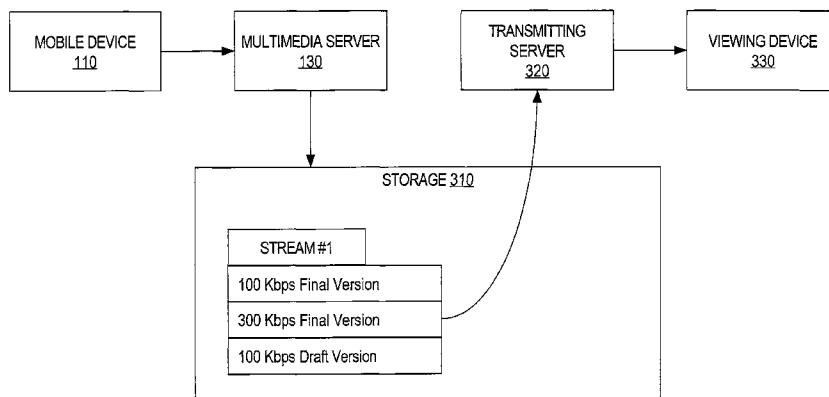 MOBILE DEVICE
110
MULTIMEDIA SERVER
130
TRANSMITTING
SERVER
320
VIEWING DEVICE
330
STORAGE 310
STREAM #1
100 Kbps Final Version
300 Kbps Final Version
100 Kbps Draft Version